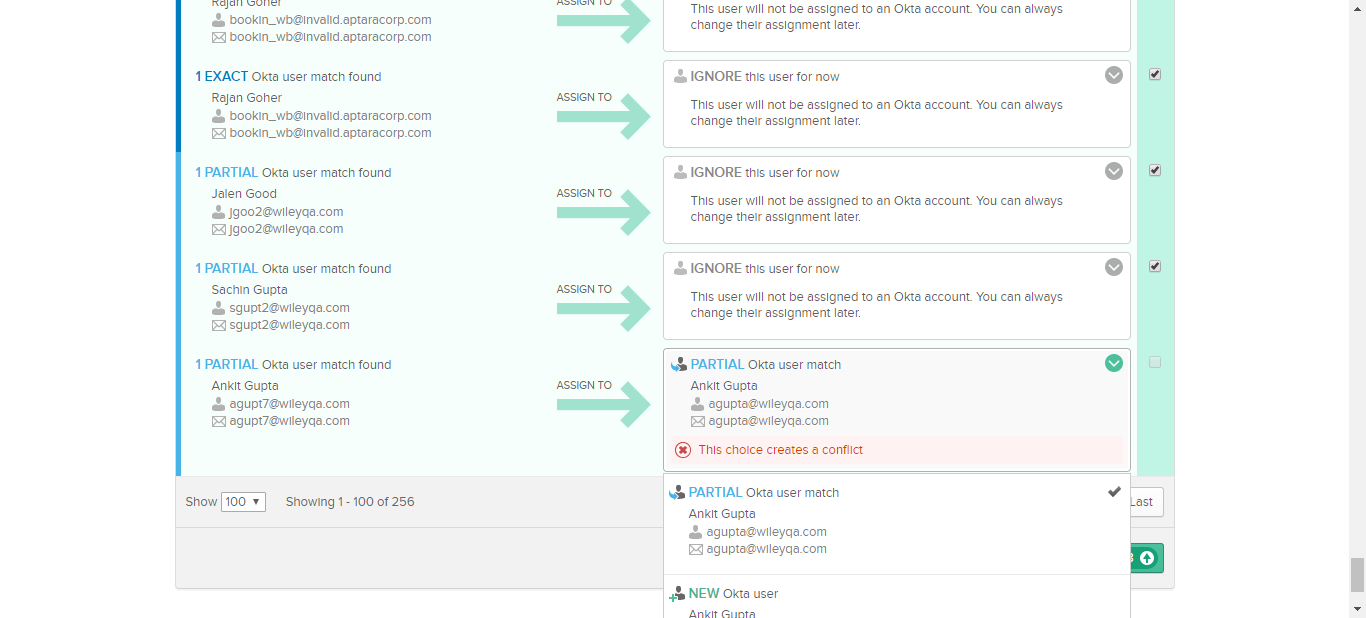 Rajan Goher
bookin_wb@invalid.aptaracorp.com
bookin_wb@invalid.aptaracorp.com
ASSIGN TO
This user will not be assigned to an Okta account. You can always
change their assignment later.
1 EXACT Okta user match found
Rajan Goher
bookin_wb@invalid.aptaracorp.com
bookin_wb@invalid.aptaracorp.com
ASSIGN TO
IGNORE this user for now
This user will not be assigned to an Okta account. You can always
change their assignment later.
1 PARTIAL Okta user match found
Jalen Good
jgoo2@wileyqa.com
jgoo2@wileyqa.com
ASSIGN TO
IGNORE this user for now
This user will not be assigned to an Okta account. You can always
change their assignment later.
1 PARTIAL Okta user match found
Sachin Gupta
sgupt2@wileyqa.com
sgupt2@wileyqa.com
ASSIGN TO
IGNORE this user for now
This user will not be assigned to an Okta account. You can always
change their assignment later.
1 PARTIAL Okta user match found
Ankit Gupta
agupt7@wileyqa.com
agupt7@wileyqa.com
ASSIGN TO
PARTIAL Okta user match
Ankit Gupta
agupta@wileyqa.com
agupta@wileyqa.com
This choice creates a conflict
PARTIAL Okta user match
Ankit Gupta
agupta@wileyqa.com
agupta@wileyqa.com
NEW Okta user
Ankit Gupta
Show 100 Showing 1 - 100 of 256
Last